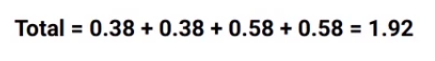 Total = 0.38 + 0.38 + 0.58 + 0.58 = 1.92